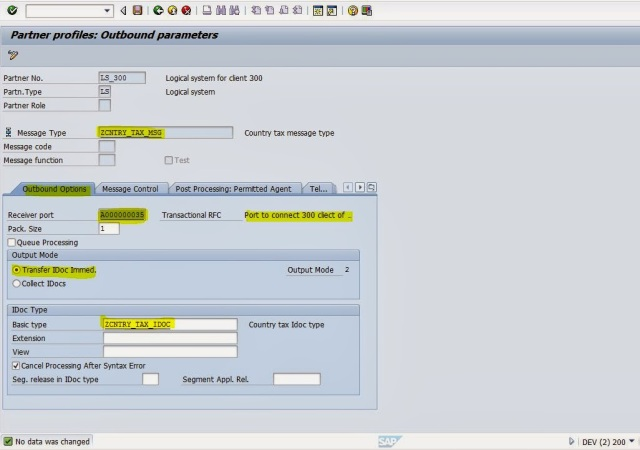 Partner profiles: Outbound parameters
Partner No. LS_300 Logical system for client 300
Partn.Type LS Logical system
Partner Role
Message Type ZCNTRY_TAX_MSG Country tax message type
Message code
Message function Test
Outbound Options Message Control Post Processing: Permitted Agent Tel...
Receiver port A000000035 Transactional RFC Port to connect 300 cliect of ..
Pack. Size 1
Queue Processing
Output Mode
Transfer IDoc Immed. Output Mode 2
Collect IDocs
IDoc Type
Basic type ZCNTRY_TAX_IDOC Country tax Idoc type
Extension
View
Cancel Processing After Syntax Error
Seg. release in IDoc type Segment Appl. Rel.
No data was changed SAP DEV (2) 200